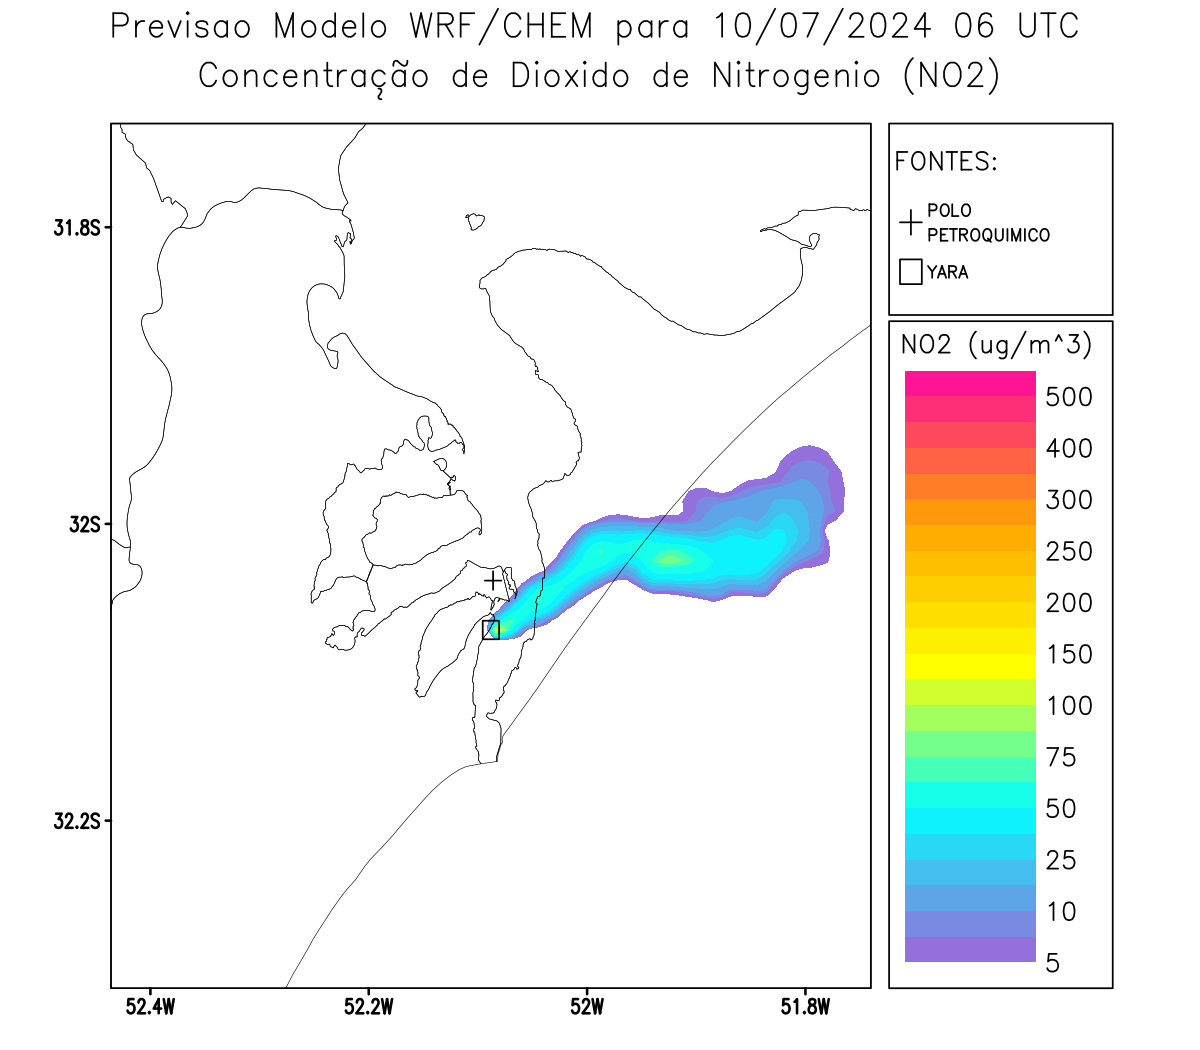 Previsao Modelo WRF/CHEM para 10/07/2024 06 UTC
Concentração de Dioxido de Nitrogenio (NO2)
FONTES:
POLO
PETROQUIMICO
YARA
31.8S
32S
32.2S
52.4W
52.2W
52W
51.8W
NO2 (ug/m^3)
500
400
300
250
200
150
100
75
50
25
10
5